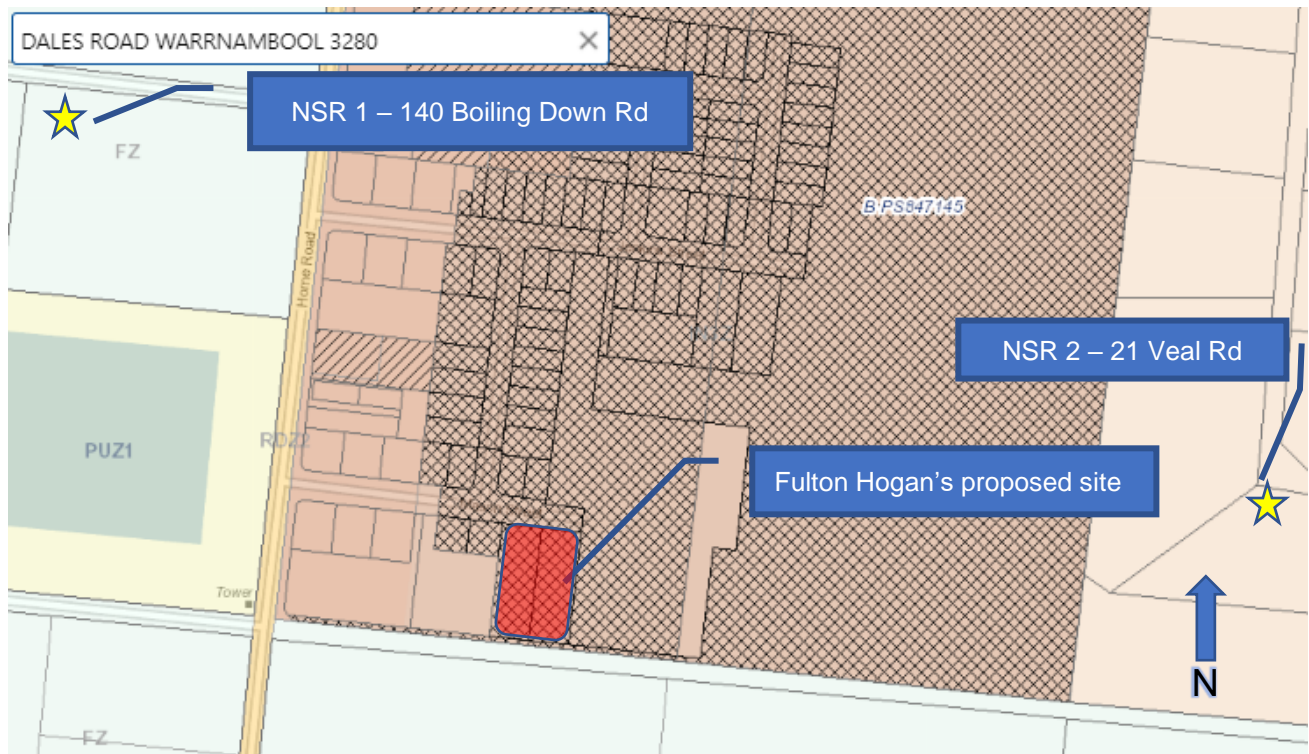 DALES ROAD WARRNAMBOOL 3280
NSR 1 – 140 Boiling Down Rd
FZ
B\PS847145
Home Road
NSR 2 – 21 Veal Rd
PUZ1
RDZ2
Fulton Hogan's proposed site
Tower
N
FZ